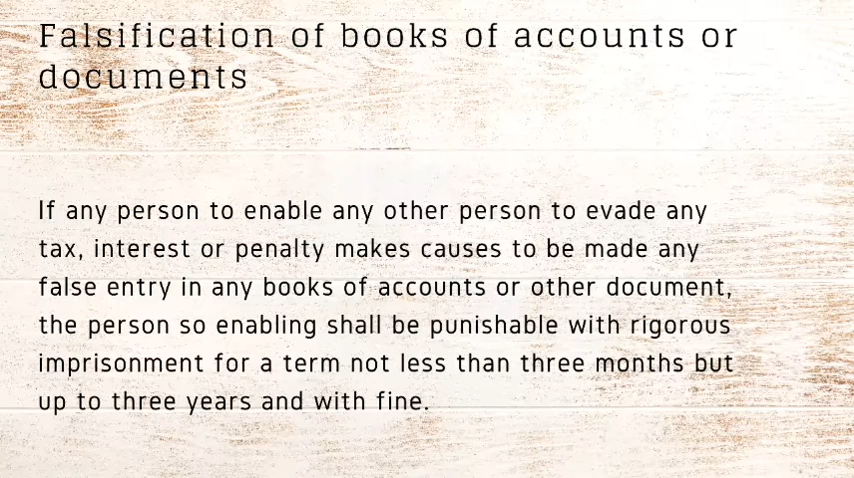 Falsification of books of accounts or
documents
If any person to enable any other person to evade any
tax, interest or penalty makes causes to be made any
false entry in any books of accounts or other document,
the person so enabling shall be punishable with rigorous
imprisonment for a term not less than three months but
up to three years and with fine.